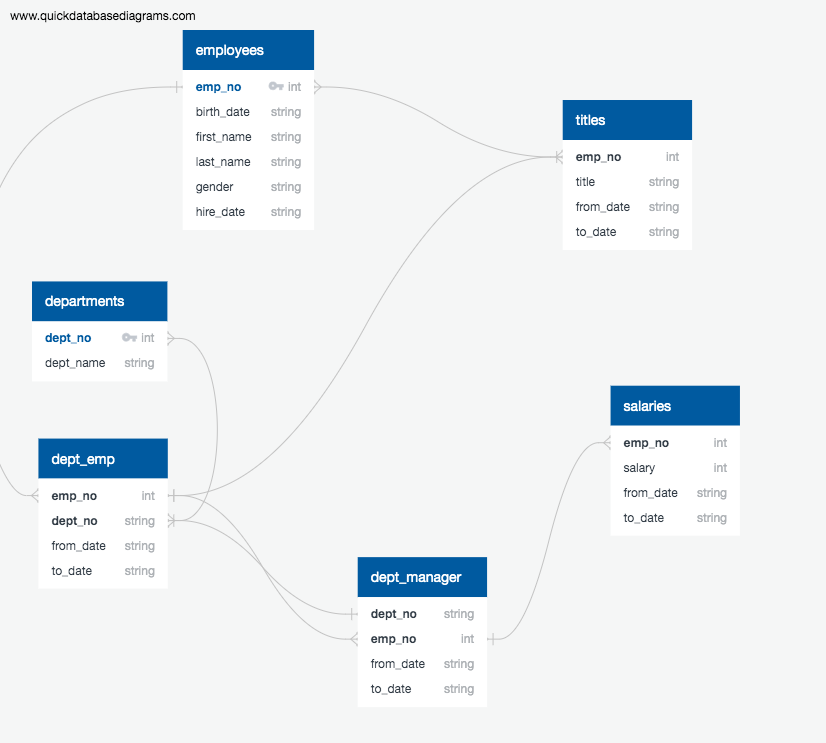 www.quickdatabasediagrams.com
employees
emp_no int
birth_date string
first_name string
last_name string
gender string
hire_date string
titles
emp_no int
title string
from_date string
to_date string
departments
dept_no int
dept_name string
dept_emp
emp_no int
dept_no string
from_date string
to_date string
salaries
emp_no int
salary int
from_date string
to_date string
dept_manager
dept_no string
emp_no int
from_date string
to_date string